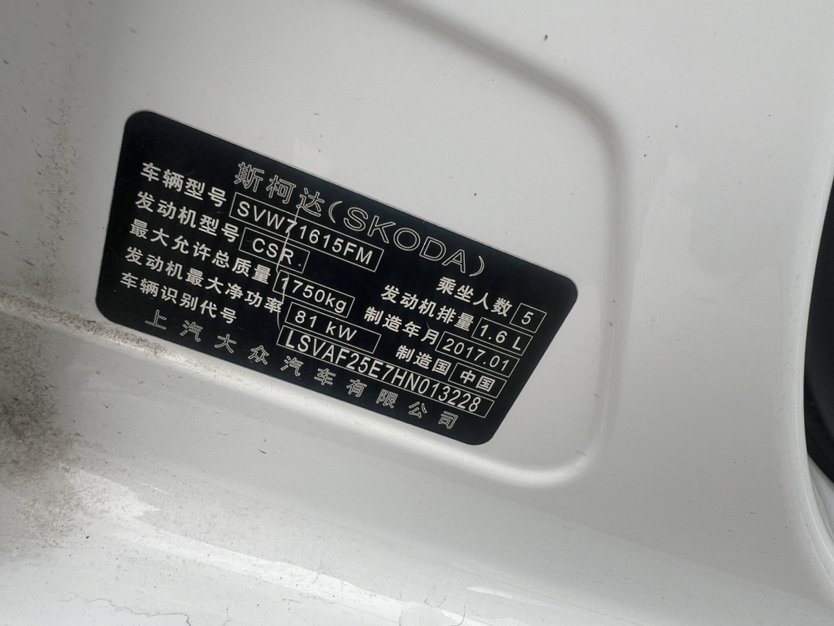 斯柯达(SKODA)
车辆型号 SVW71615FM 乘坐人数 5
发动机型号 CSR 发动机排量 1.6 L
最大允许总质量 1750kg 制造年月 2017.01
发动机最大净功率 81 kW 制造国 中国
车辆识别代号 LSVAF25E7HN013228
上汽大众汽车有限公司